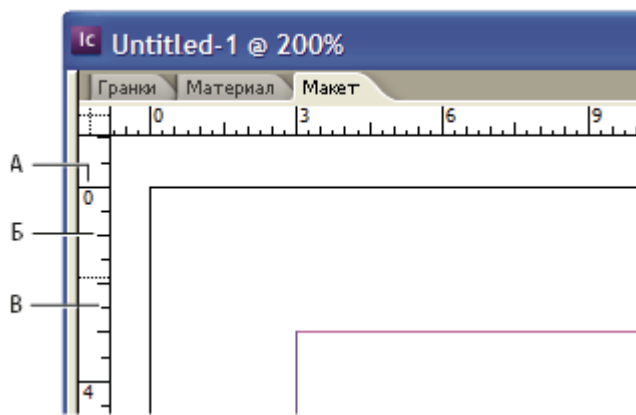 Ic Untitled-1 @ 200%
Гранки Материал Макет
0 3 6 9
А
0
Б
В
4